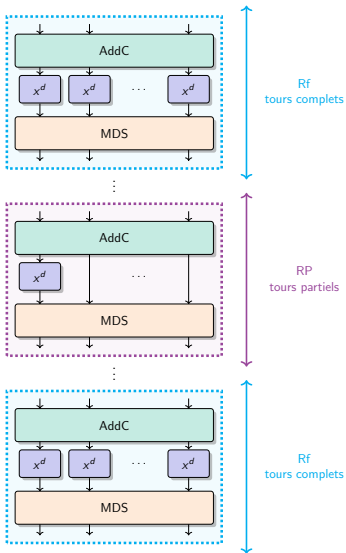 AddC
x^d x^d ... x^d
MDS
Rf
tours complets
⋮
AddC
x^d ...
MDS
RP
tours partiels
⋮
AddC
x^d x^d ... x^d
MDS
Rf
tours complets